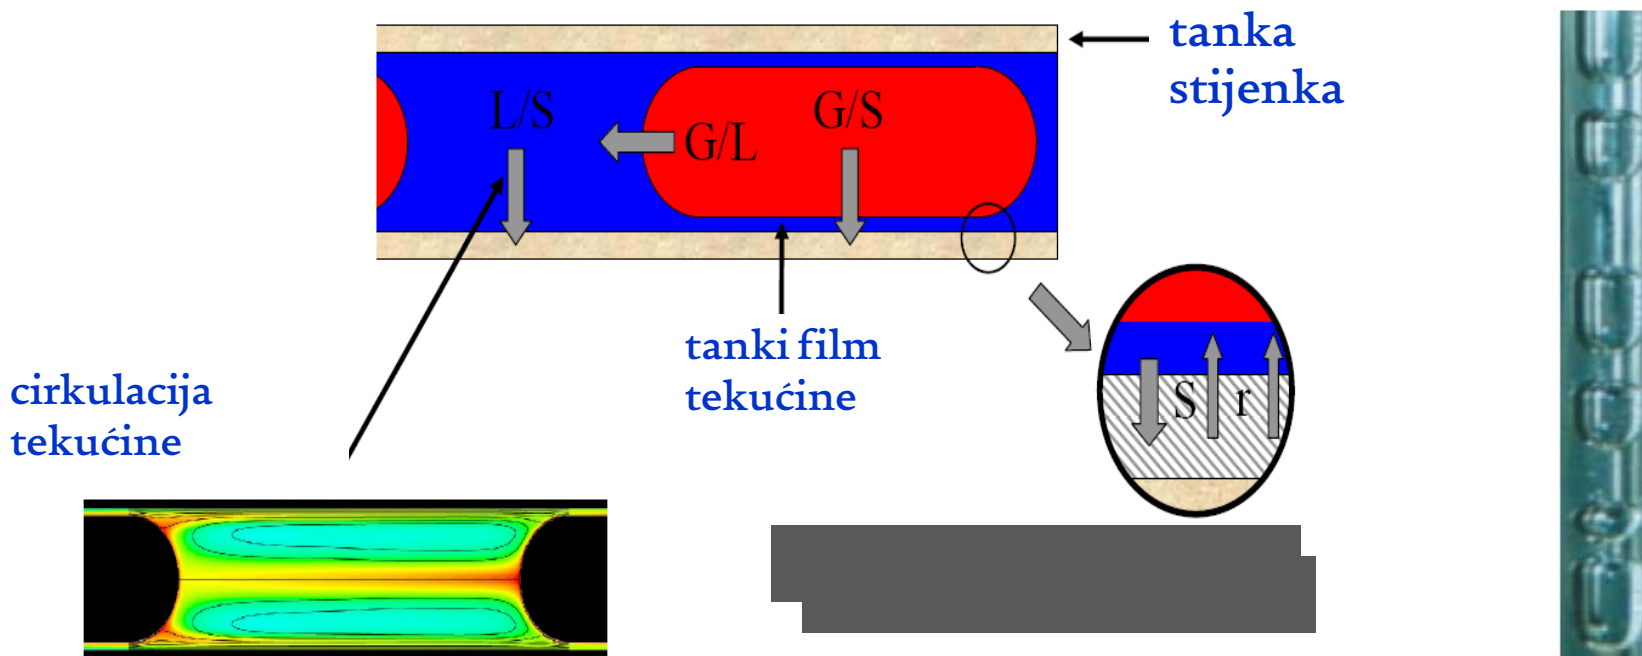 tanka
stijenka
L/S
G/L
G/S
tanki film
tekućine
cirkulacija
tekućine
S r